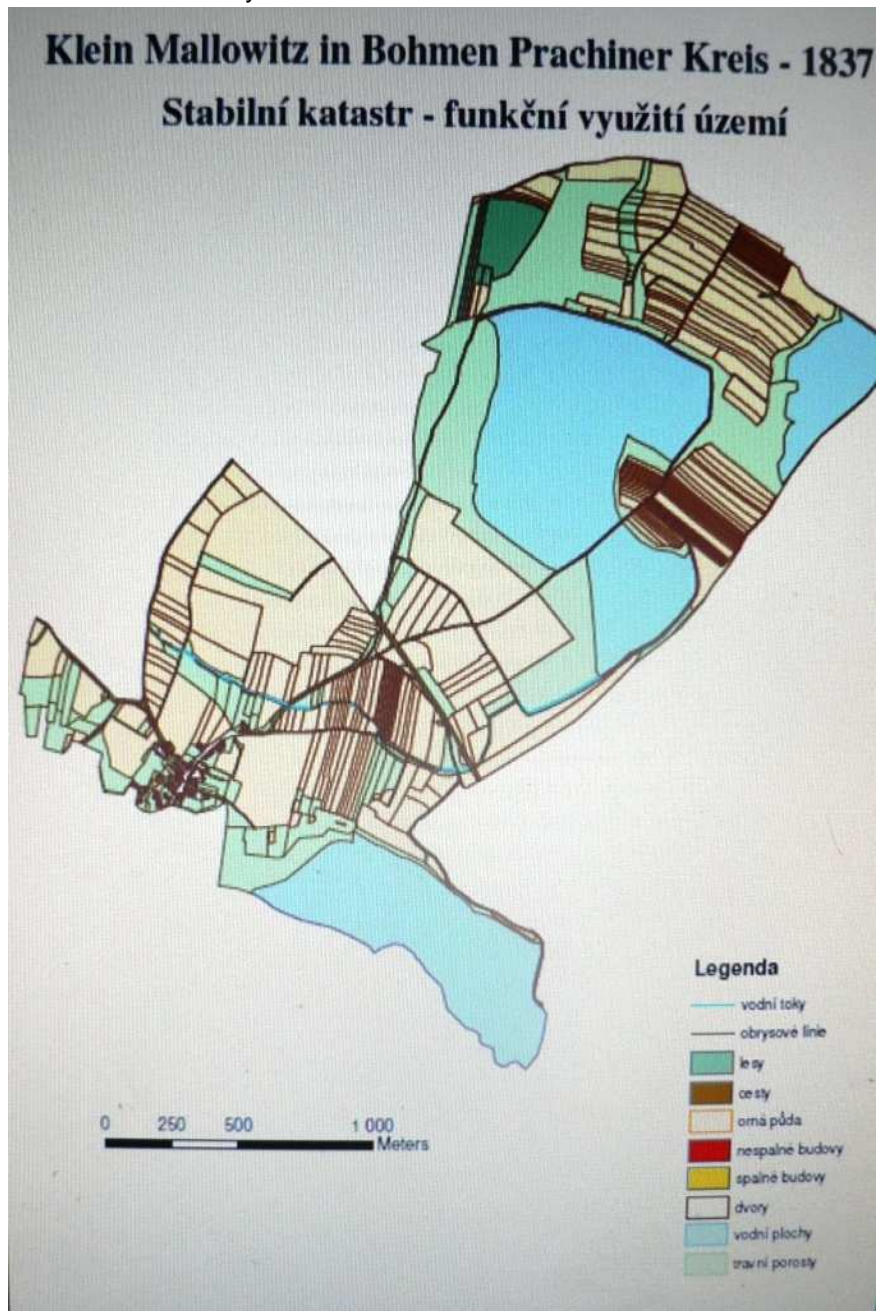 Klein Mallowitz in Bohmen Prachiner Kreis - 1837
Stabilní katastr - funkční využití území
Legenda
vodní toky
obrysové linie
lesy
cesty
orná půda
nespalné budovy
spalné budovy
dvory
vodní plochy
travní porosty
0 250 500 1 000
Meters